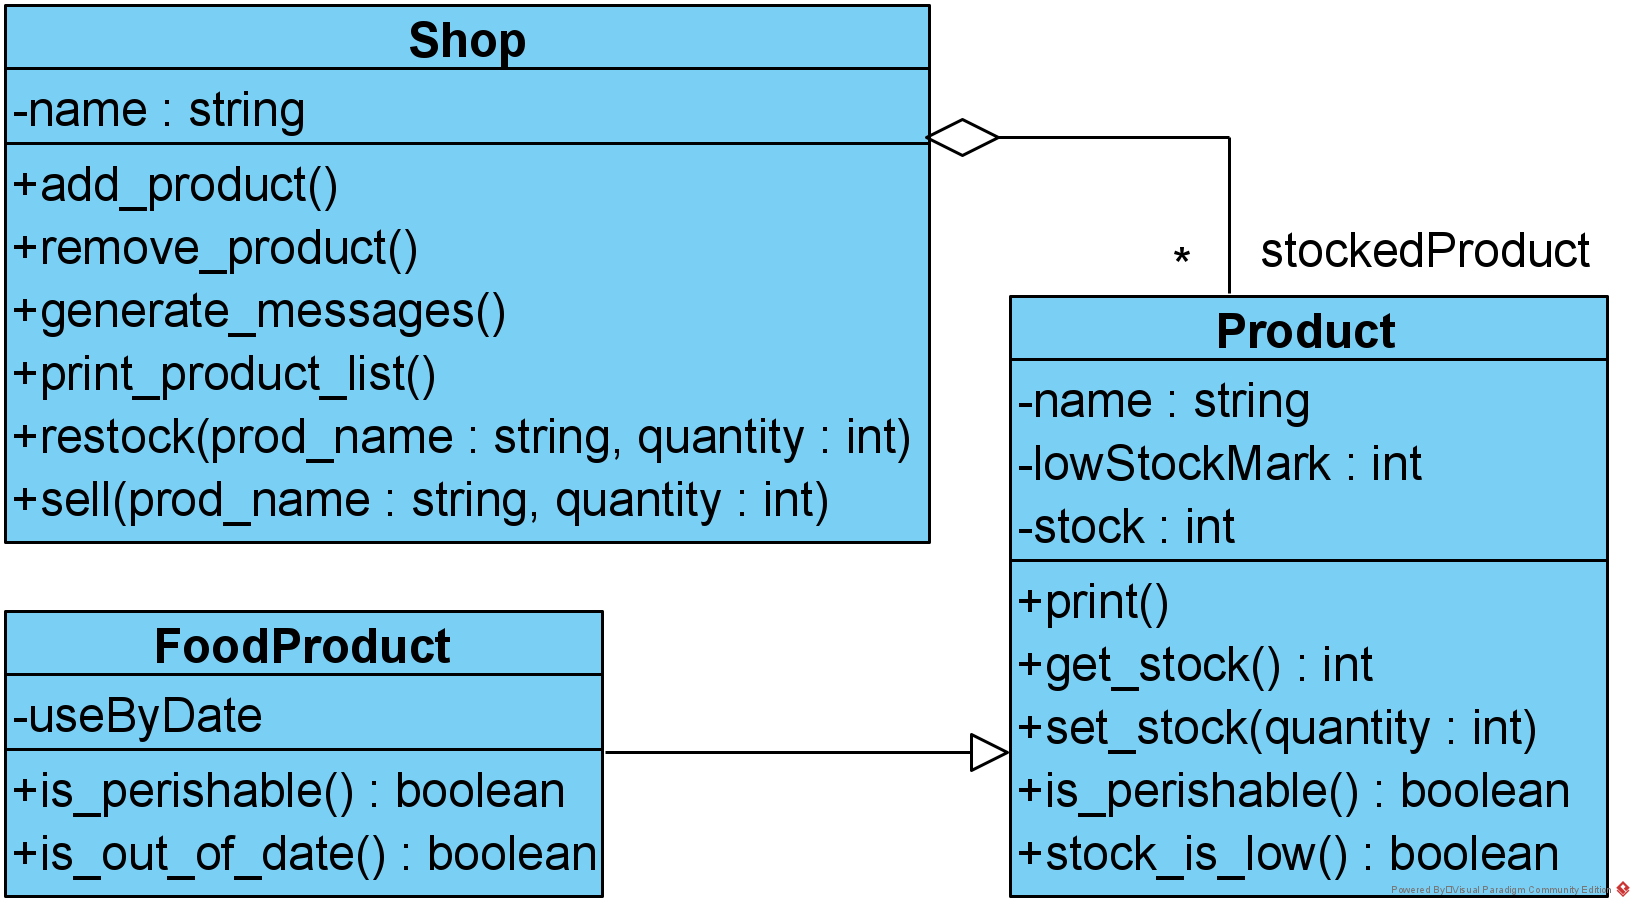 Shop
-name : string
+add_product()
+remove_product()
+generate_messages()
+print_product_list()
+restock(prod_name : string, quantity : int)
+sell(prod_name : string, quantity : int)
*
stockedProduct
Product
-name : string
-lowStockMark : int
-stock : int
+print()
+get_stock() : int
+set_stock(quantity : int)
+is_perishable() : boolean
+stock_is_low() : boolean
FoodProduct
-useByDate
+is_perishable() : boolean
+is_out_of_date() : boolean
Powered By□Visual Paradigm Community Edition